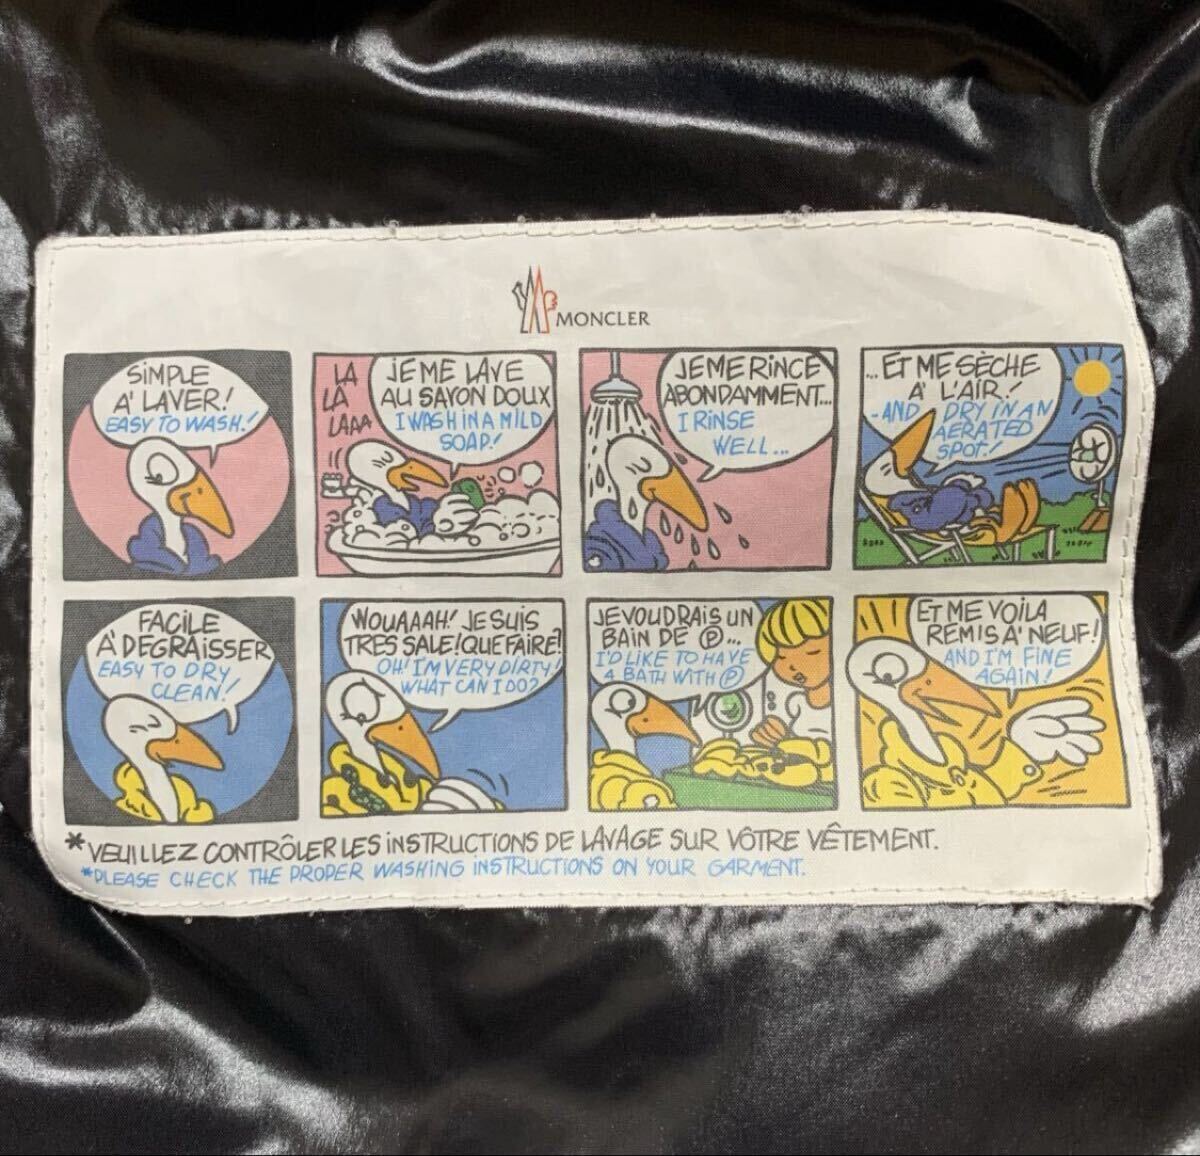 MONCLER
SIMPLE
A' LAVER!
EASY TO WASH!
LA
LA
LAAA
JE ME LAVE
AU SAVON DOUX
I WASH IN A MILD
SOAP!
JE ME RINCE
ABONDAMMENT...
I RINSE
WELL...
...ET ME SÈCHE
A' L'AIR!
-AND DRY IN AN
AERATED
SPOT!
FACILE
A' DEGRAISSER
EASY TO DRY
CLEAN!
WOUAAAH! JE SUIS
TRES SALE! QUE FAIRE?
OH! I'M VERY DIRTY!
WHAT CAN I DO?
JE VOUDRAIS UN
BAIN DE Ⓟ...
I'D LIKE TO HAVE
A BATH WITH Ⓟ
ET ME VOILA
REMIS A' NEUF!
AND I'M FINE
AGAIN!
*VEUILLEZ CONTRÔLER LES INSTRUCTIONS DE LAVAGE SUR VÔTRE VÊTEMENT.
*PLEASE CHECK THE PROPER WASHING INSTRUCTIONS ON YOUR GARMENT.